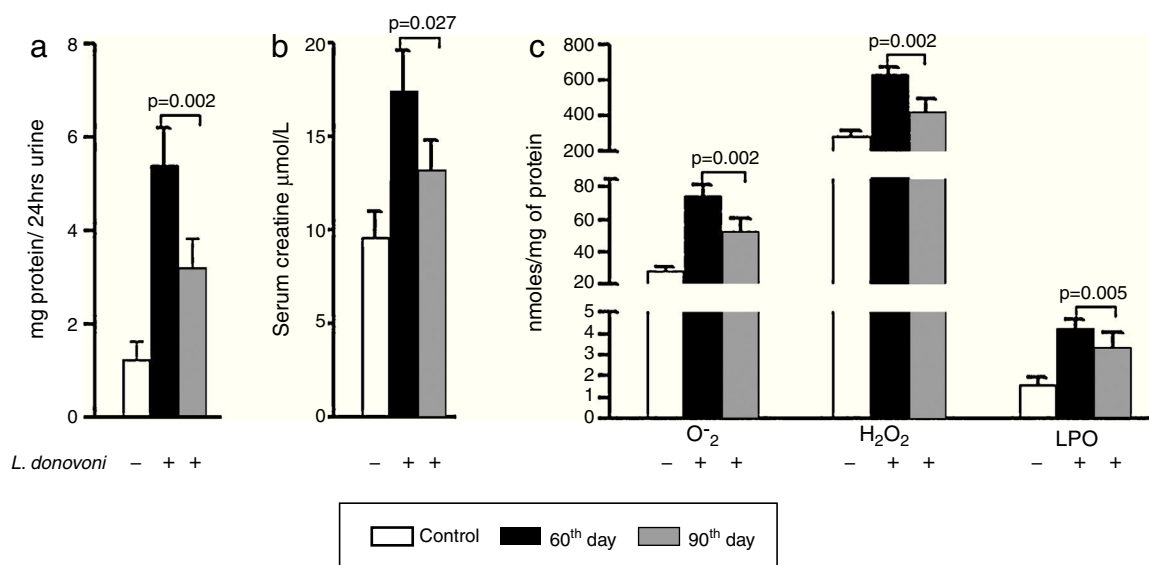 a
8
6
4
2
0
mg protein/ 24hrs urine
p=0.002
b
20
15
10
5
0
Serum creatine μmol/L
p=0.027
c
800
600
400
200
80
60
40
20
5
4
3
2
1
0
nmoles/mg of protein
p=0.002
p=0.002
p=0.005
O⁻₂ H₂O₂ LPO
L. donovoni – + + – + + – + + – + + – + +
Control 60th day 90th day